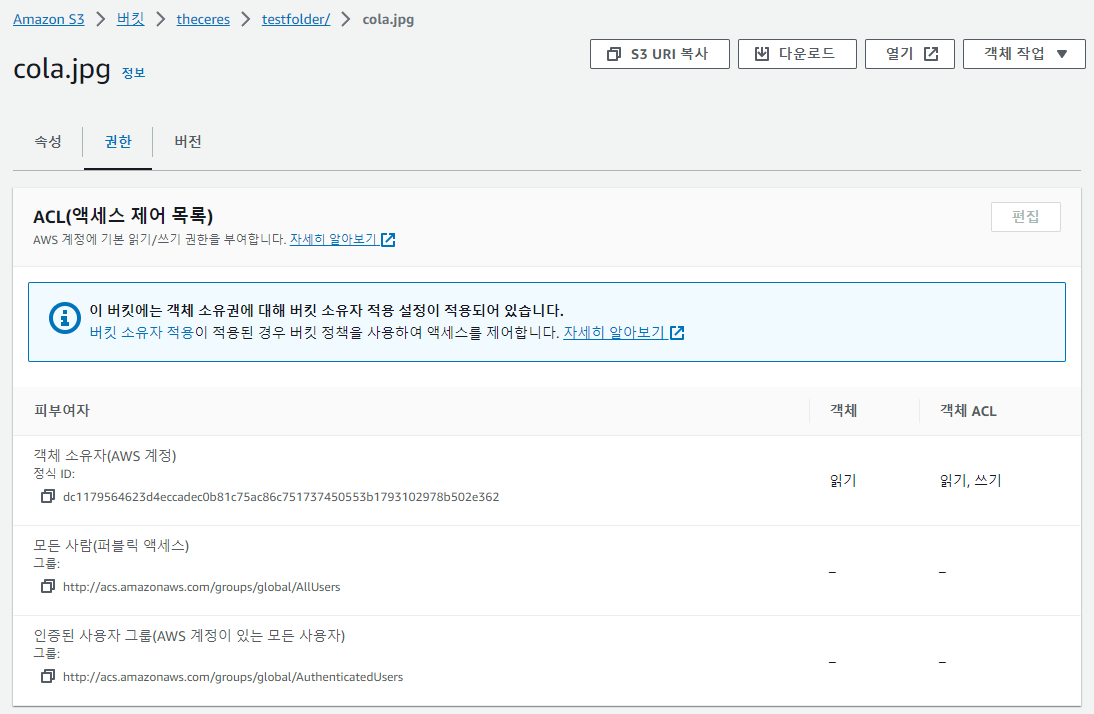 Amazon S3 > 버킷 > theceres > testfolder/ > cola.jpg
cola.jpg 정보
S3 URI 복사 다운로드 열기 객체 작업 ▼
속성 권한 버전
ACL(액세스 제어 목록)
편집
AWS 계정에 기본 읽기/쓰기 권한을 부여합니다. 자세히 알아보기
이 버킷에는 객체 소유권에 대해 버킷 소유자 적용 설정이 적용되어 있습니다.
버킷 소유자 적용이 적용된 경우 버킷 정책을 사용하여 액세스를 제어합니다. 자세히 알아보기
피부여자 객체 객체 ACL
객체 소유자(AWS 계정)
정식 ID:
dc1179564623d4eccadec0b81c75ac86c751737450553b1793102978b502e362
읽기 읽기, 쓰기
모든 사람(퍼블릭 액세스)
그룹:
http://acs.amazonaws.com/groups/global/AllUsers
– –
인증된 사용자 그룹(AWS 계정이 있는 모든 사용자)
그룹:
http://acs.amazonaws.com/groups/global/AuthenticatedUsers
– –